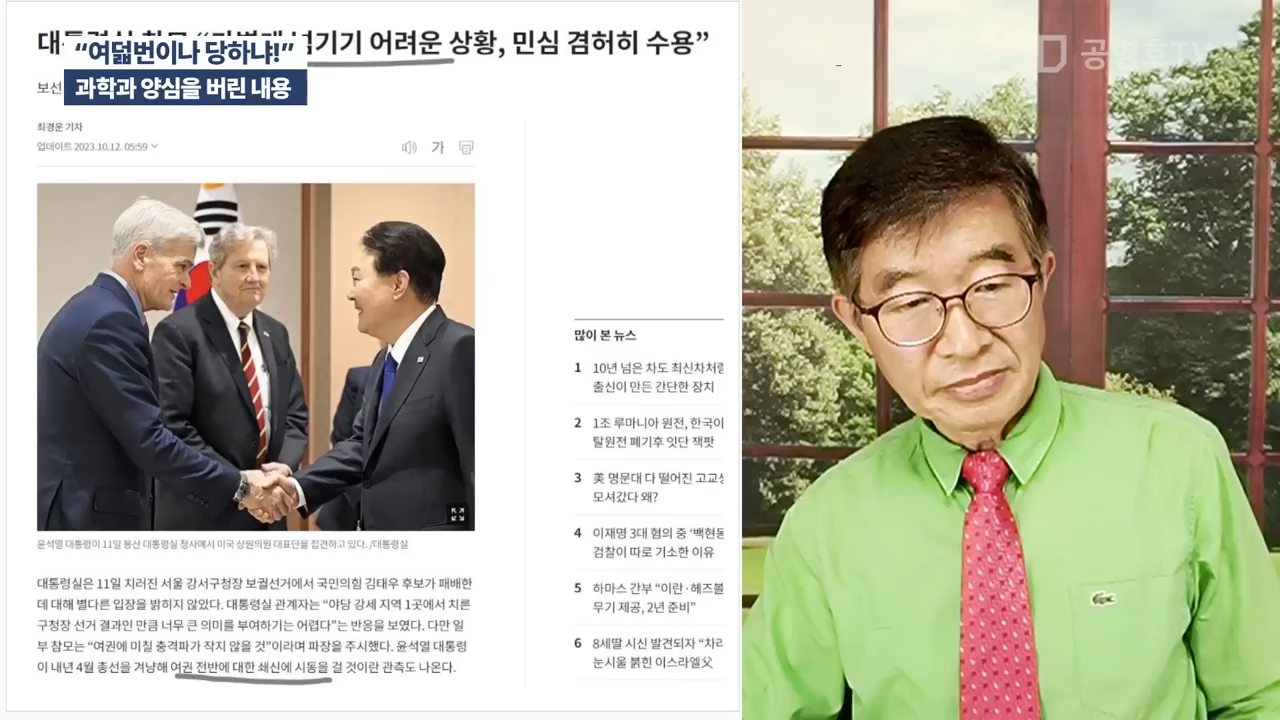 상황, 민심 겸허히 수용”
어려운
“여덟번이나 당하냐!”
과학과 양심을 버린 내용
보선
최경운 기자
업데이트 2023.10.12. 05:59
가
윤석열 대통령이 11일 용산 대통령실 청사에서 미국 상원의원 대표단을 접견하고 있다. /대통령실
대통령실은 11일 치러진 서울 강서구청장 보궐선거에서 국민의힘 김태우 후보가 패배한
데 대해 별다른 입장을 밝히지 않았다. 대통령실 관계자는 “야당 강세 지역 1곳에서 치른
구청장 선거 결과인 만큼 너무 큰 의미를 부여하기는 어렵다”는 반응을 보였다. 다만 일
부 참모는 “여권에 미칠 충격파가 작지 않을 것”이라며 파장을 주시했다. 윤석열 대통령
이 내년 4월 총선을 겨냥해 여권 전반에 대한 쇄신에 시동을 걸 것이란 관측도 나온다.
많이 본 뉴스
1 10년 넘은 차도 최신차처럼
출신이 만든 간단한 장치
2 1조 루마니아 원전, 한국이
탈원전 폐기후 잇단 잭팟
3 美 명문대 다 떨어진 고교생
모셔갔다 왜?
4 이재명 3대 혐의 중 ‘백현동
검찰이 따로 기소한 이유
5 하마스 간부 “이란·헤즈볼
무기 제공, 2년 준비”
6 8세딸 시신 발견되자 “차라
눈시울 붉힌 이스라엘父
공병호TV